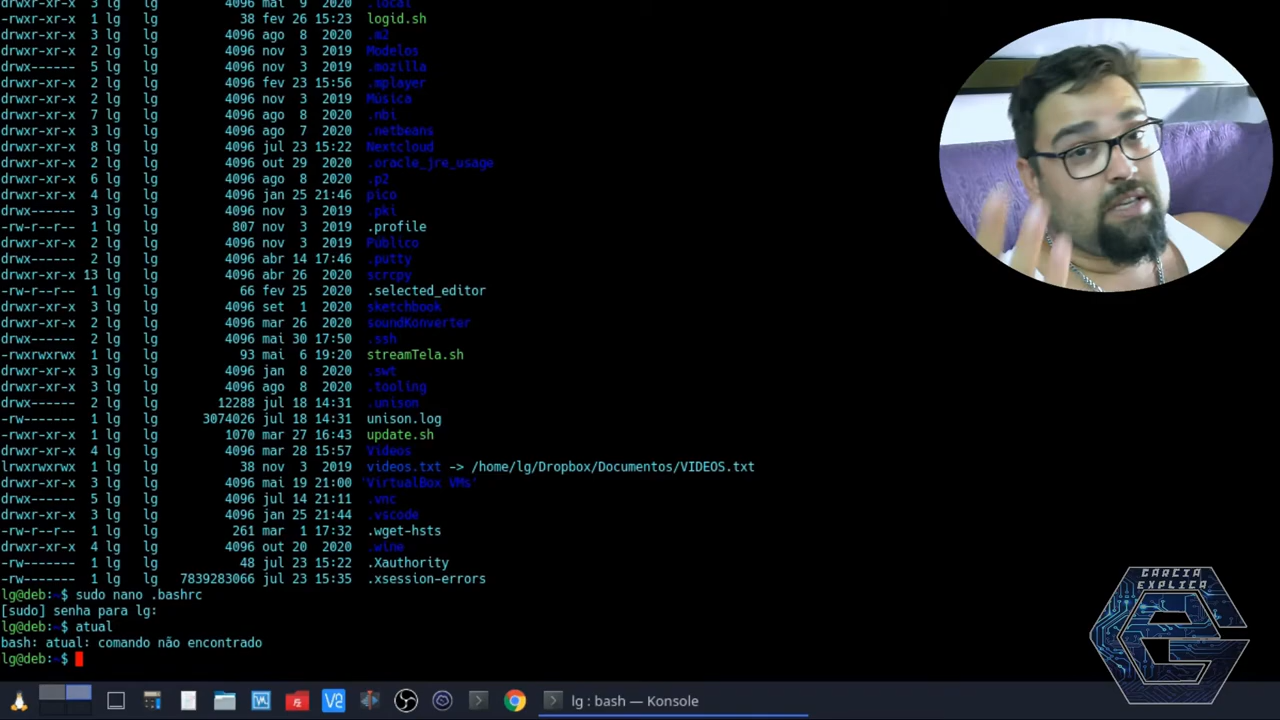 drwxr-xr-x 3 lg lg 4096 mai 9 2020 .local
-rwxr-xr-x 1 lg lg 38 fev 26 15:23 logid.sh
drwxr-xr-x 3 lg lg 4096 ago 8 2020 .m2
drwxr-xr-x 2 lg lg 4096 nov 3 2019 Modelos
drwx------ 5 lg lg 4096 nov 3 2019 .mozilla
drwxr-xr-x 2 lg lg 4096 fev 23 15:56 .mplayer
drwxr-xr-x 2 lg lg 4096 nov 3 2019 Música
drwxr-xr-x 7 lg lg 4096 ago 8 2020 .nbi
drwxr-xr-x 3 lg lg 4096 ago 7 2020 .netbeans
drwxr-xr-x 8 lg lg 4096 jul 23 15:22 Nextcloud
drwxr-xr-x 2 lg lg 4096 out 29 2020 .oracle_jre_usage
drwxr-xr-x 6 lg lg 4096 ago 8 2020 .p2
drwxr-xr-x 4 lg lg 4096 jan 25 21:46 pico
drwx------ 3 lg lg 4096 nov 3 2019 .pki
-rw-r--r-- 1 lg lg 807 nov 3 2019 .profile
drwxr-xr-x 2 lg lg 4096 nov 3 2019 Público
drwx------ 2 lg lg 4096 abr 14 17:46 .putty
drwxr-xr-x 13 lg lg 4096 abr 26 2020 scrcpy
-rw-r--r-- 1 lg lg 66 fev 25 2020 .selected_editor
drwxr-xr-x 3 lg lg 4096 set 1 2020 sketchbook
drwxr-xr-x 2 lg lg 4096 mar 26 2020 soundKonverter
drwx------ 2 lg lg 4096 mai 30 17:50 .ssh
-rwxrwxrwx 1 lg lg 93 mai 6 19:20 streamTela.sh
drwxr-xr-x 3 lg lg 4096 jan 8 2020 .swt
drwxr-xr-x 3 lg lg 4096 ago 8 2020 .tooling
drwx------ 2 lg lg 12288 jul 18 14:31 .unison
-rw------- 1 lg lg 3074026 jul 18 14:31 unison.log
-rwxr-xr-x 1 lg lg 1070 mar 27 16:43 update.sh
drwxr-xr-x 4 lg lg 4096 mar 28 15:57 Vídeos
lrwxrwxrwx 1 lg lg 38 nov 3 2019 videos.txt -> /home/lg/Dropbox/Documentos/VIDEOS.txt
drwxr-xr-x 3 lg lg 4096 mai 19 21:00 'VirtualBox VMs'
drwx------ 5 lg lg 4096 jul 14 21:11 .vnc
drwxr-xr-x 3 lg lg 4096 jan 25 21:44 .vscode
-rw-r--r-- 1 lg lg 261 mar 1 17:32 .wget-hsts
drwxr-xr-x 4 lg lg 4096 out 20 2020 .wine
-rw------- 1 lg lg 48 jul 23 15:22 .Xauthority
-rw------- 1 lg lg 7839283066 jul 23 15:35 .xsession-errors
lg@deb:~$ sudo nano .bashrc
[sudo] senha para lg:
lg@deb:~$ atual
bash: atual: comando não encontrado
lg@deb:~$
GARCIA
EXPLICA
lg : bash — Konsole